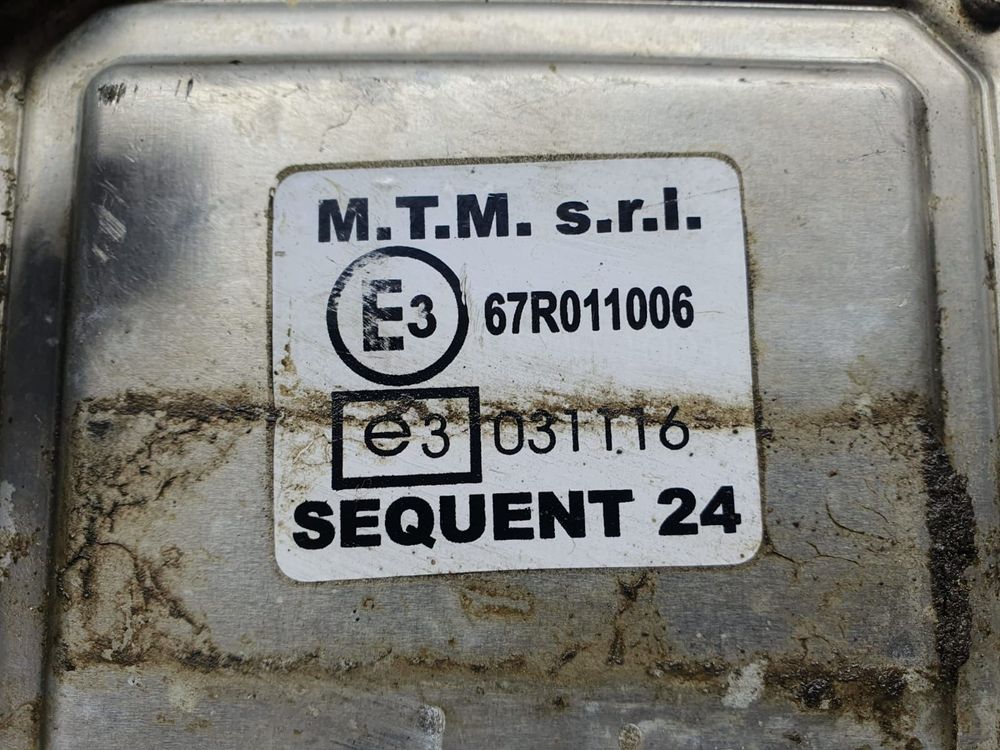 M.T.M. s.r.l.
E3 67R011006
e3 031116
SEQUENT 24